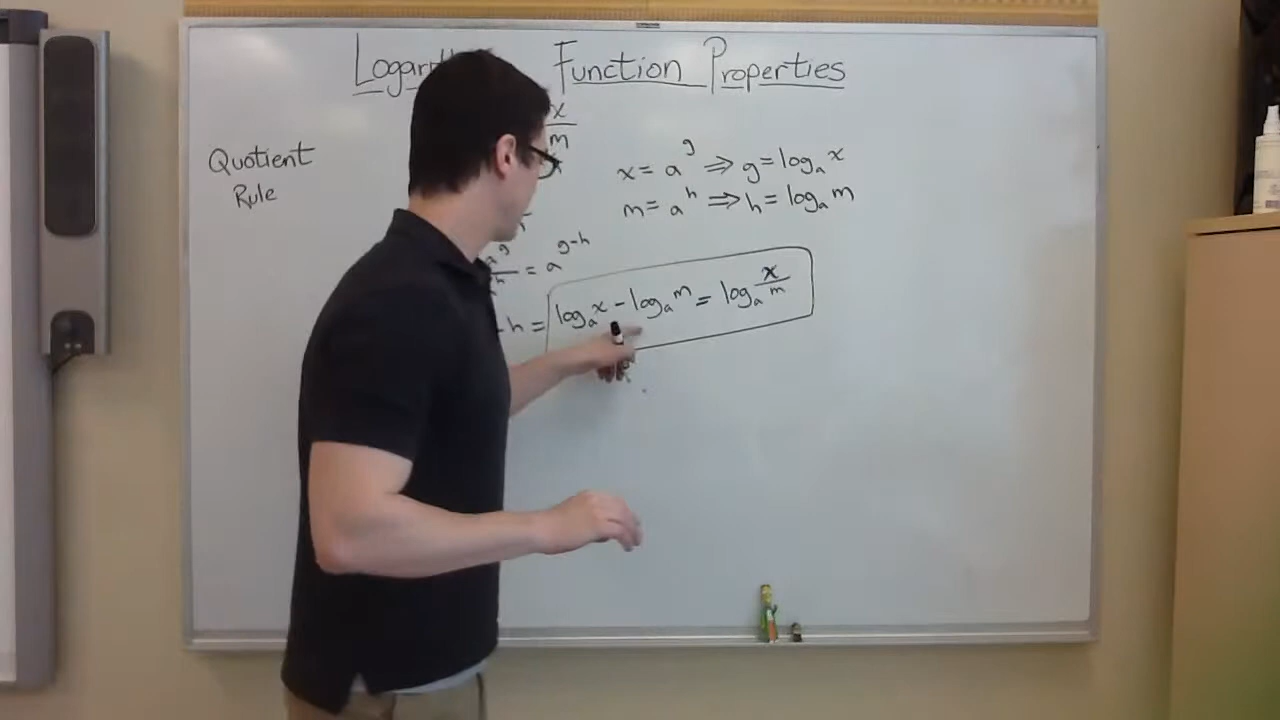 Function Properties
x/m
Quotient
Rule
x = a^g ⇒ g = log_a x
m = a^h ⇒ h = log_a m
= a^{g-h}
h = log_a x - log_a m = log_a x/m